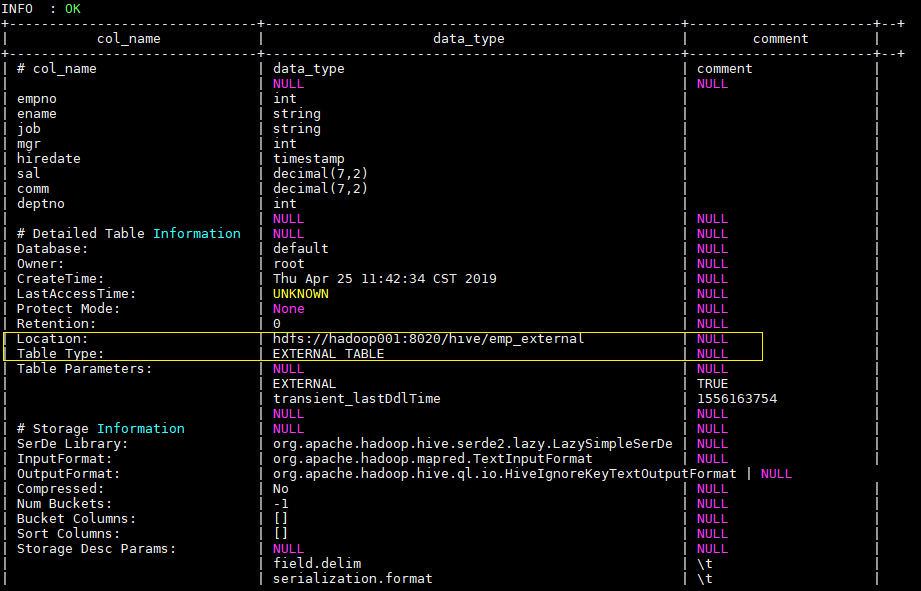 INFO  : OK
+-------------------------------+----------------------------------------------------+-----------------------+--+
|           col_name            |                     data_type                      |        comment        |
+-------------------------------+----------------------------------------------------+-----------------------+--+
| # col_name                    | data_type                                          | comment               |
|                               | NULL                                               | NULL                  |
| empno                         | int                                                |                       |
| ename                         | string                                             |                       |
| job                           | string                                             |                       |
| mgr                           | int                                                |                       |
| hiredate                      | timestamp                                          |                       |
| sal                           | decimal(7,2)                                       |                       |
| comm                          | decimal(7,2)                                       |                       |
| deptno                        | int                                                |                       |
|                               | NULL                                               | NULL                  |
| # Detailed Table Information  | NULL                                               | NULL                  |
| Database:                     | default                                            | NULL                  |
| Owner:                        | root                                               | NULL                  |
| CreateTime:                   | Thu Apr 25 11:42:34 CST 2019                       | NULL                  |
| LastAccessTime:               | UNKNOWN                                            | NULL                  |
| Protect Mode:                 | None                                               | NULL                  |
| Retention:                    | 0                                                  | NULL                  |
| Location:                     | hdfs://hadoop001:8020/hive/emp_external            | NULL                  |
| Table Type:                   | EXTERNAL_TABLE                                     | NULL                  |
| Table Parameters:             | NULL                                               | NULL                  |
|                               | EXTERNAL                                           | TRUE                  |
|                               | transient_lastDdlTime                              | 1556163754            |
|                               | NULL                                               | NULL                  |
| # Storage Information         | NULL                                               | NULL                  |
| SerDe Library:                | org.apache.hadoop.hive.serde2.lazy.LazySimpleSerDe | NULL                  |
| InputFormat:                  | org.apache.hadoop.mapred.TextInputFormat           | NULL                  |
| OutputFormat:                 | org.apache.hadoop.hive.ql.io.HiveIgnoreKeyTextOutputFormat | NULL
| Compressed:                   | No                                                 | NULL                  |
| Num Buckets:                  | -1                                                 | NULL                  |
| Bucket Columns:               | []                                                 | NULL                  |
| Sort Columns:                 | []                                                 | NULL                  |
| Storage Desc Params:          | NULL                                               | NULL                  |
|                               | field.delim                                        | \t                    |
|                               | serialization.format                               | \t                    |